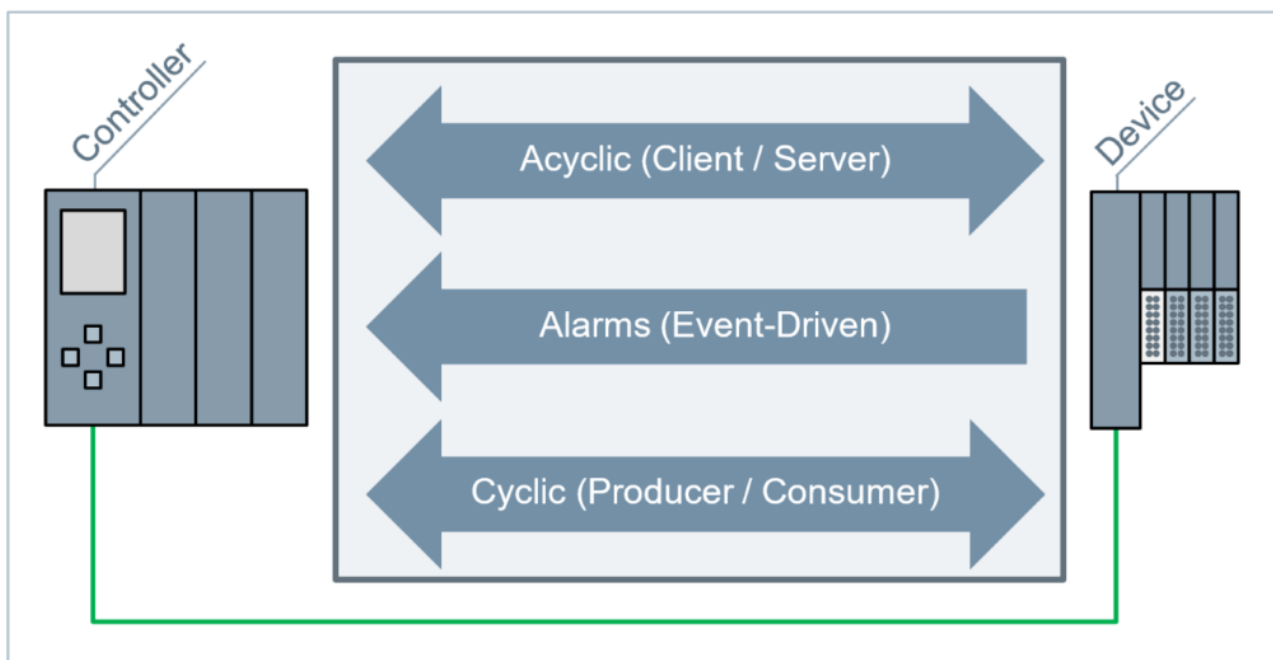 Controller
Device
Acyclic (Client / Server)
Alarms (Event-Driven)
Cyclic (Producer / Consumer)